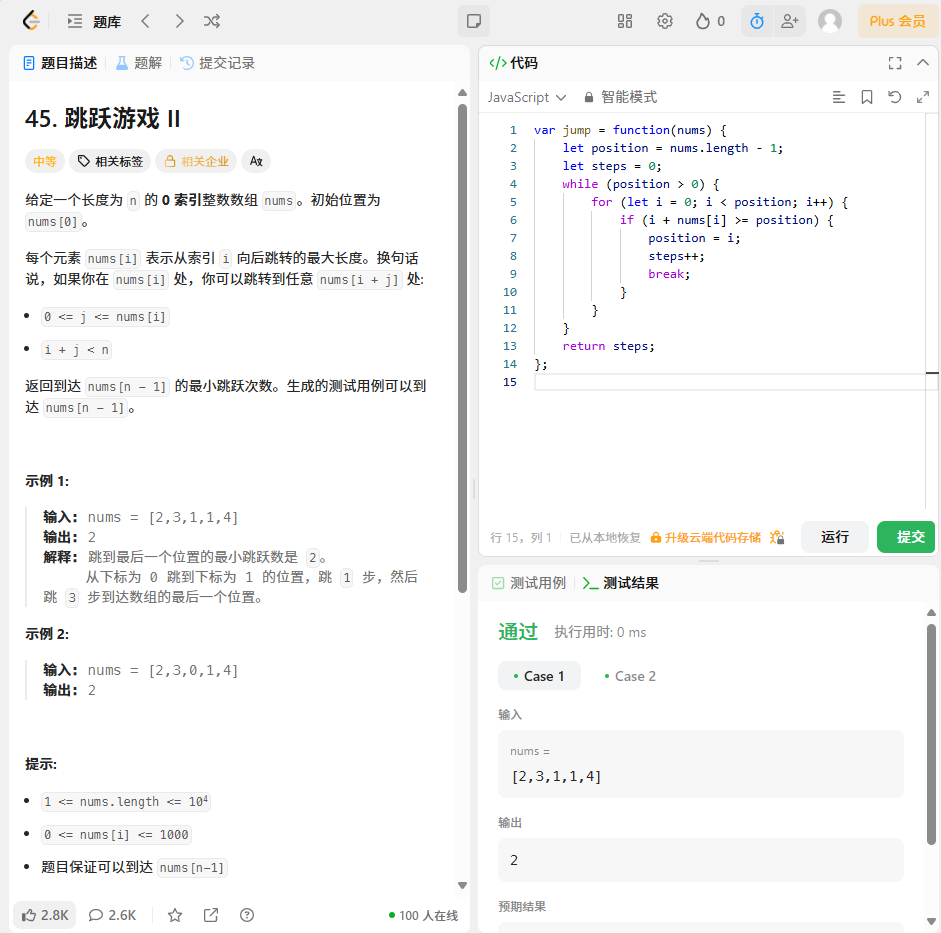 题库
0
Plus 会员
题目描述
题解
提交记录
45. 跳跃游戏 II
中等
相关标签
相关企业
给定一个长度为 n 的 0 索引整数数组 nums。初始位置为
nums[0]。
每个元素 nums[i] 表示从索引 i 向后跳转的最大长度。换句话
说，如果你在 nums[i] 处，你可以跳转到任意 nums[i + j] 处:
0 <= j <= nums[i]
i + j < n
返回到达 nums[n - 1] 的最小跳跃次数。生成的测试用例可以到
达 nums[n - 1]。
示例 1:
输入: nums = [2,3,1,1,4]
输出: 2
解释: 跳到最后一个位置的最小跳跃数是 2。
从下标为 0 跳到下标为 1 的位置，跳 1 步，然后
跳 3 步到达数组的最后一个位置。
示例 2:
输入: nums = [2,3,0,1,4]
输出: 2
提示:
1 <= nums.length <= 10⁴
0 <= nums[i] <= 1000
题目保证可以到达 nums[n-1]
2.8K
2.6K
100 人在线
</> 代码
JavaScript
智能模式
1 var jump = function(nums) {
2 let position = nums.length - 1;
3 let steps = 0;
4 while (position > 0) {
5 for (let i = 0; i < position; i++) {
6 if (i + nums[i] >= position) {
7 position = i;
8 steps++;
9 break;
10 }
11 }
12 }
13 return steps;
14 };
15
行 15，列 1
已从本地恢复
升级云端代码存储
运行
提交
测试用例
测试结果
通过
执行用时: 0 ms
Case 1
Case 2
输入
nums =
[2,3,1,1,4]
输出
2
预期结果